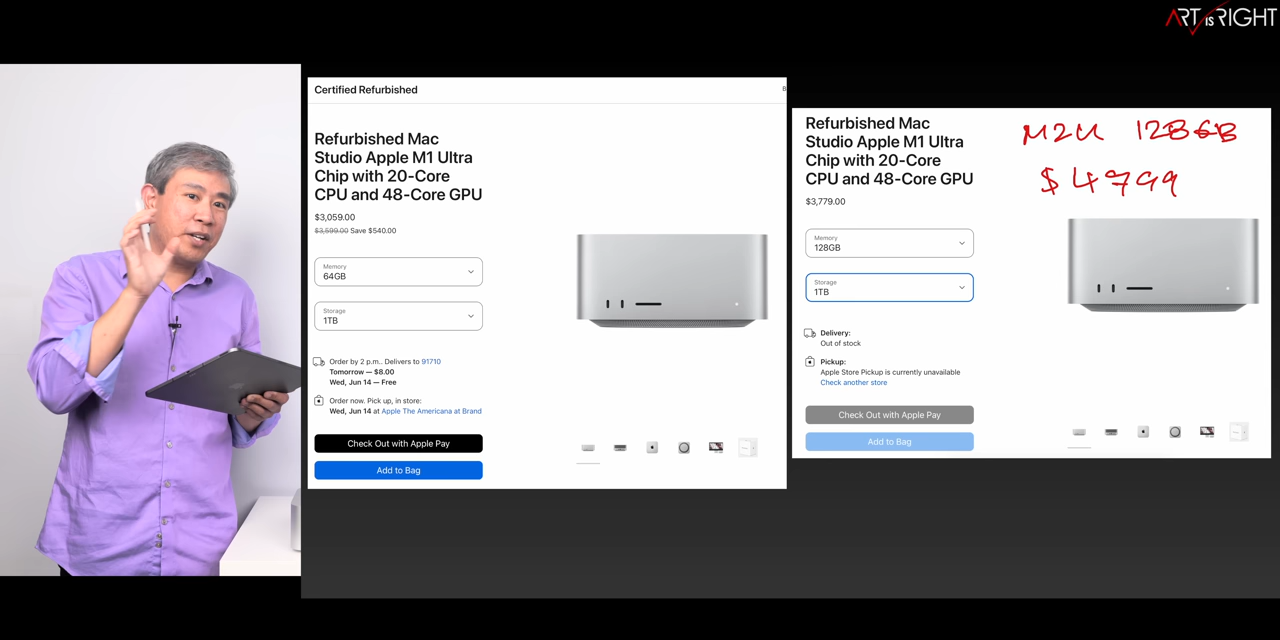 ART IS RIGHT
Certified Refurbished
Refurbished Mac
Studio Apple M1 Ultra
Chip with 20-Core
CPU and 48-Core GPU
$3,059.00
$3,599.00 Save $540.00
Memory
64GB
Storage
1TB
Order by 2 p.m.. Delivers to 91710
Tomorrow — $8.00
Wed, Jun 14 — Free
Order now. Pick up, in store:
Wed, Jun 14 at Apple The Americana at Brand
Check Out with Apple Pay
Add to Bag
Refurbished Mac
Studio Apple M1 Ultra
Chip with 20-Core
CPU and 48-Core GPU
$3,779.00
Memory
128GB
Storage
1TB
Delivery:
Out of stock
Pickup:
Apple Store Pickup is currently unavailable
Check another store
Check Out with Apple Pay
Add to Bag
M2U 128GB
$4799